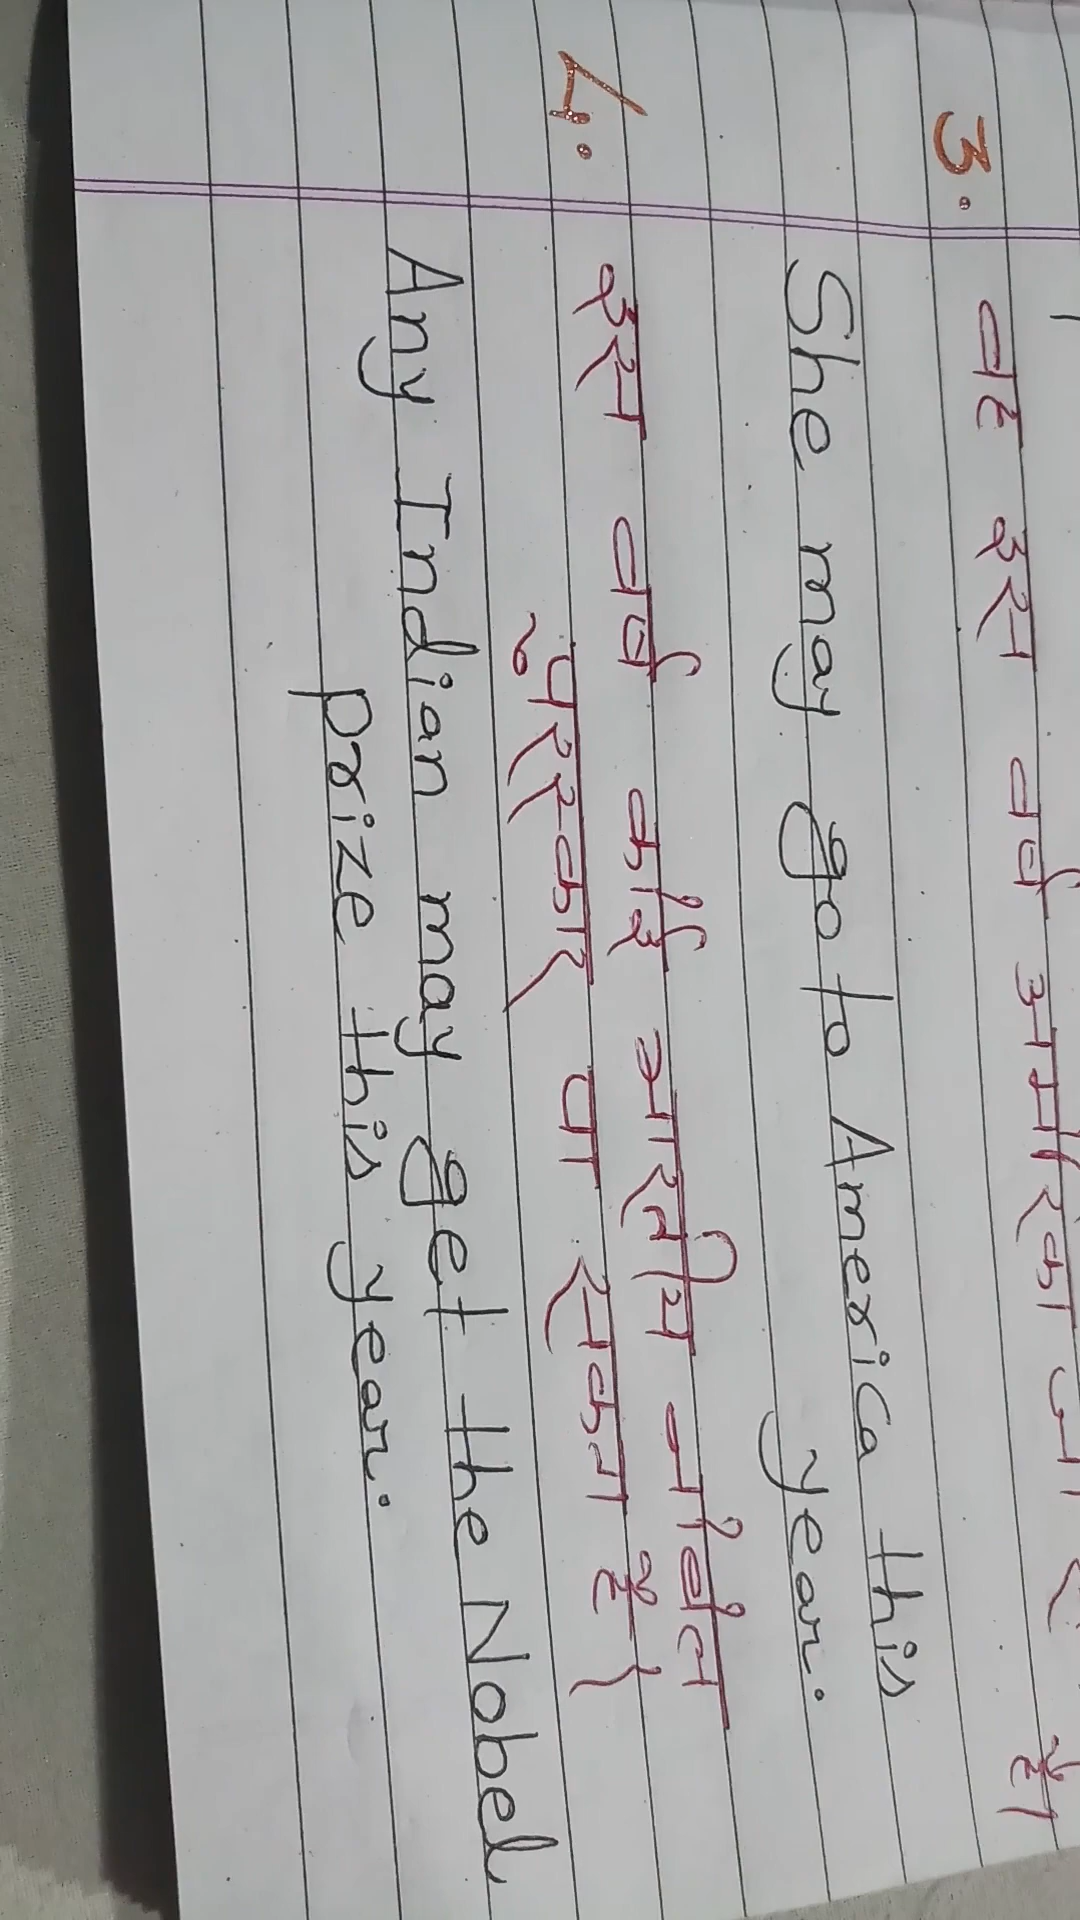 3. वह इस वर्ष अमेरिका जा
She may go to America this
year.
4. इस वर्ष कोई भारतीय नोबेल
पुरस्कार पा सकता है।
Any Indian may get the Nobel
prize this year.